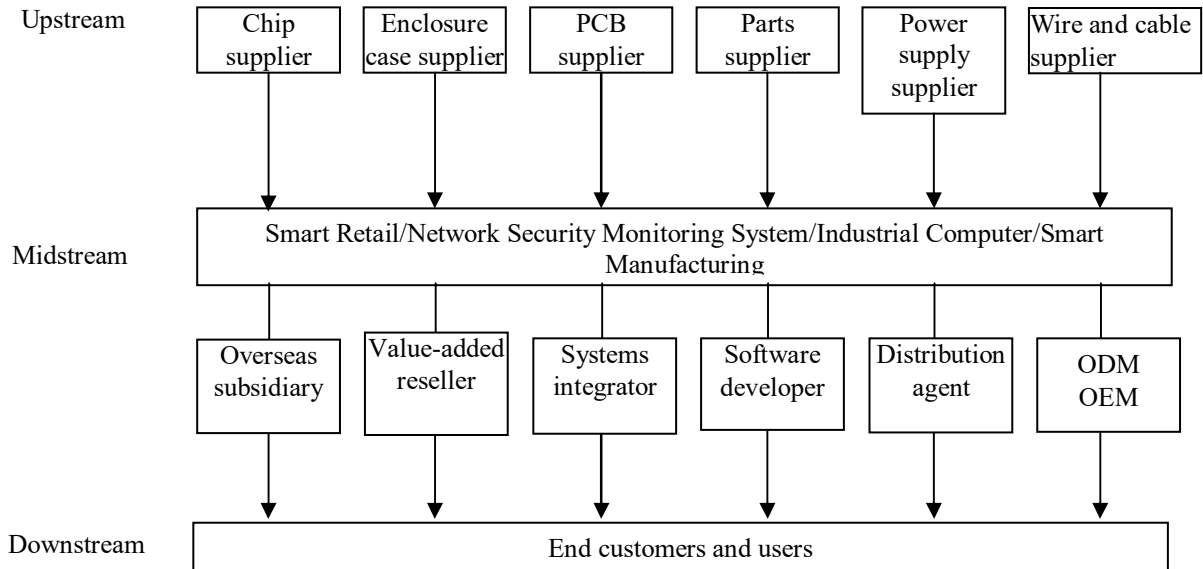 Upstream
Chip
supplier
Enclosure
case supplier
PCB
supplier
Parts
supplier
Power
supply
supplier
Wire and cable
supplier
Midstream
Smart Retail/Network Security Monitoring System/Industrial Computer/Smart
Manufacturing
Overseas
subsidiary
Value-added
reseller
Systems
integrator
Software
developer
Distribution
agent
ODM
OEM
Downstream
End customers and users